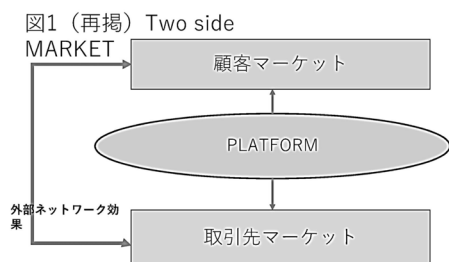 図1（再掲）Two side
MARKET
顧客マーケット
PLATFORM
外部ネットワーク効
果
取引先マーケット